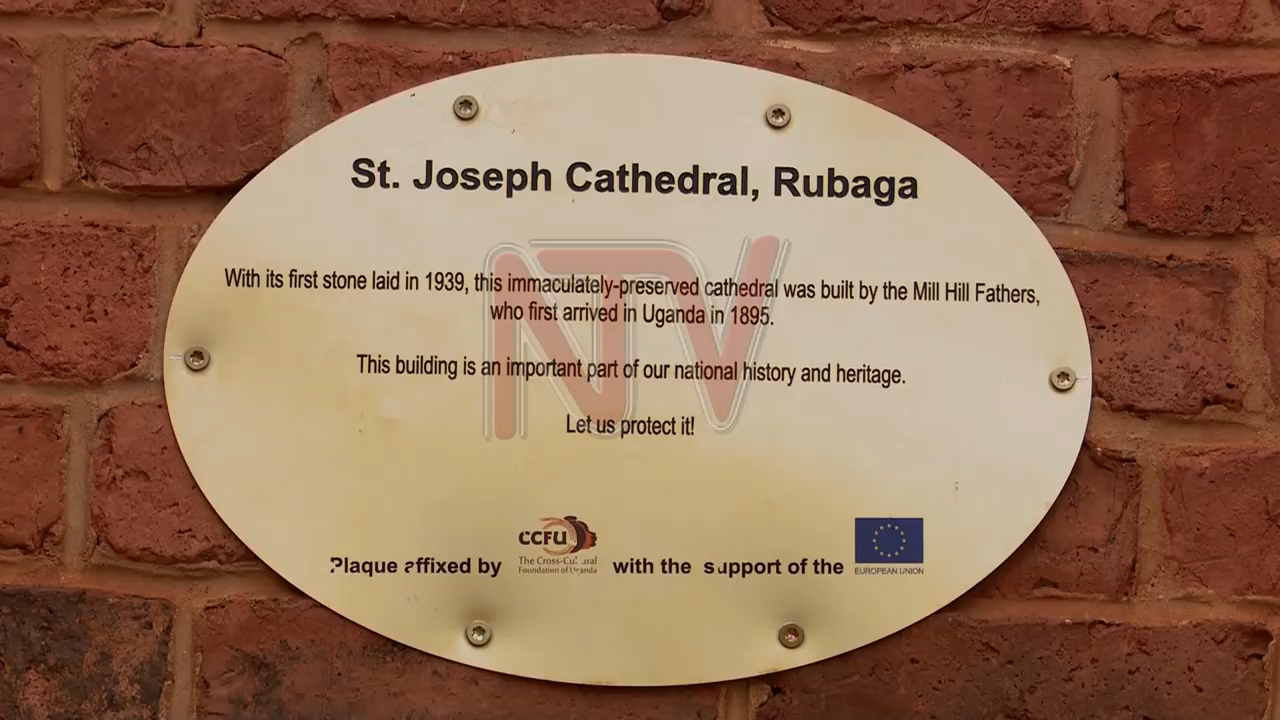 St. Joseph Cathedral, Rubaga
NTV
With its first stone laid in 1939, this immaculately-preserved cathedral was built by the Mill Hill Fathers,
who first arrived in Uganda in 1895.
This building is an important part of our national history and heritage.
Let us protect it!
Plaque affixed by
CCFU
The Cross-Cultural
Foundation of Uganda
with the support of the
EUROPEAN UNION